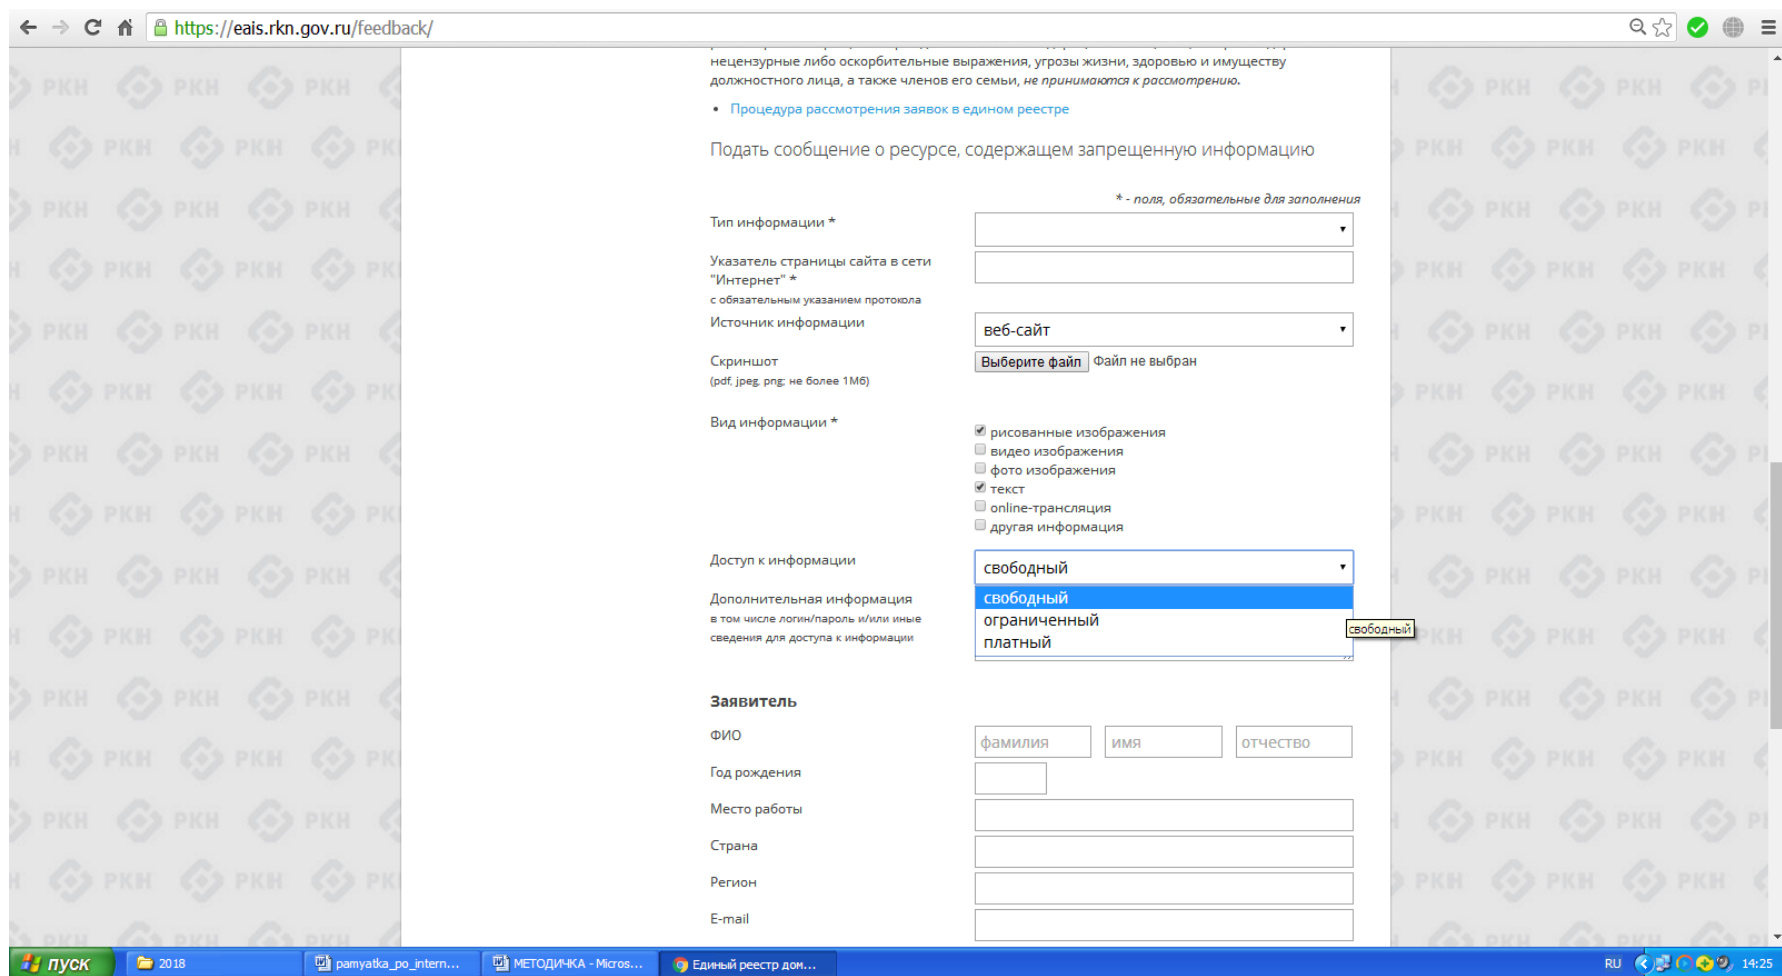 https://eais.rkn.gov.ru/feedback/
нецензурные либо оскорбительные выражения, угрозы жизни, здоровью и имуществу
должностного лица, а также членов его семьи, не принимаются к рассмотрению.
• Процедура рассмотрения заявок в едином реестре
Подать сообщение о ресурсе, содержащем запрещенную информацию
* - поля, обязательные для заполнения
Тип информации *
Указатель страницы сайта в сети
"Интернет" *
с обязательным указанием протокола
Источник информации
веб-сайт
Скриншот
(pdf, jpeg, png; не более 1Мб)
Выберите файл Файл не выбран
Вид информации *
рисованные изображения
видео изображения
фото изображения
текст
online-трансляция
другая информация
Доступ к информации
свободный
свободный
ограниченный
платный
свободный
Дополнительная информация
в том числе логин/пароль и/или иные
сведения для доступа к информации
Заявитель
ФИО
фамилия имя отчество
Год рождения
Место работы
Страна
Регион
E-mail
РКН
пуск 2018 pamyatka_po_intern... МЕТОДИЧКА - Micros... Единый реестр дом... RU 14:25